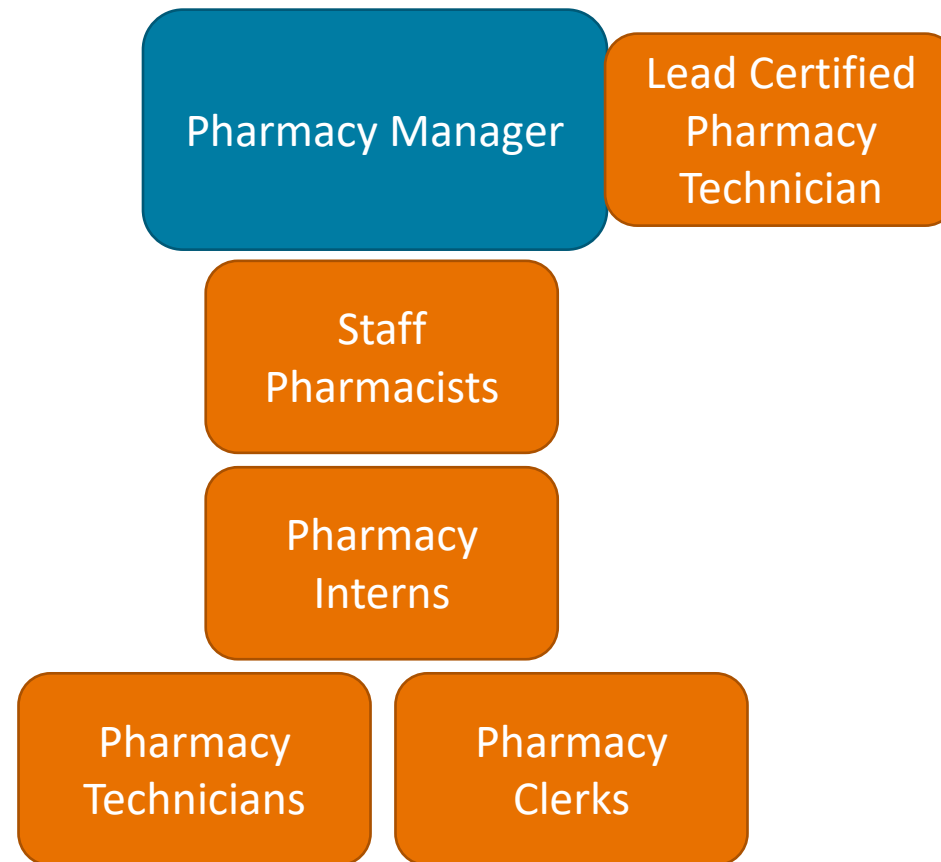 Pharmacy Manager
Lead Certified
Pharmacy
Technician
Staff
Pharmacists
Pharmacy
Interns
Pharmacy
Technicians
Pharmacy
Clerks